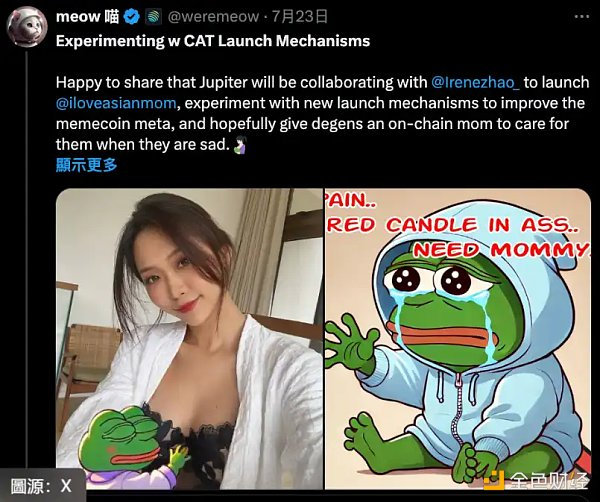 meow 喵 @weremeow · 7月23日
Experimenting w CAT Launch Mechanisms
Happy to share that Jupiter will be collaborating with @Irenezhao_ to launch
@iloveasianmom, experiment with new launch mechanisms to improve the
memecoin meta, and hopefully give degens an on-chain mom to care for
them when they are sad.
顯示更多
PAIN..
RED CANDLE IN ASS..
NEED MOMMY
圖源：X
金色财经